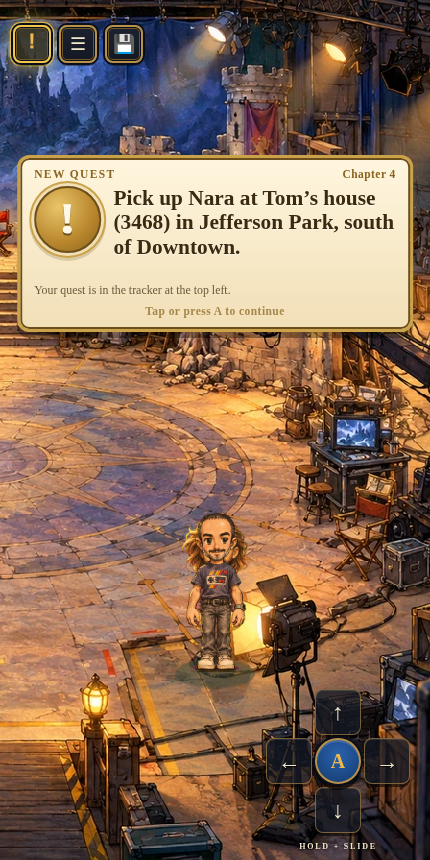 !
☰
💾
NEW QUEST
Chapter 4
!
Pick up Nara at Tom’s house
(3468) in Jefferson Park, south
of Downtown.
Your quest is in the tracker at the top left.
Tap or press A to continue
↑
← A →
↓
HOLD + SLIDE